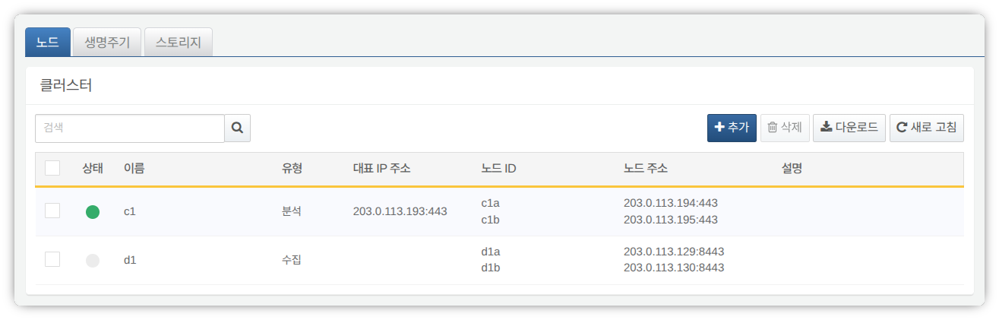 노드 생명주기 스토리지
클러스터
검색 추가 삭제 다운로드 새로 고침
상태 이름 유형 대표 IP 주소 노드 ID 노드 주소 설명
c1 분석 203.0.113.193:443 c1a 203.0.113.194:443
c1b 203.0.113.195:443
d1 수집 d1a 203.0.113.129:8443
d1b 203.0.113.130:8443